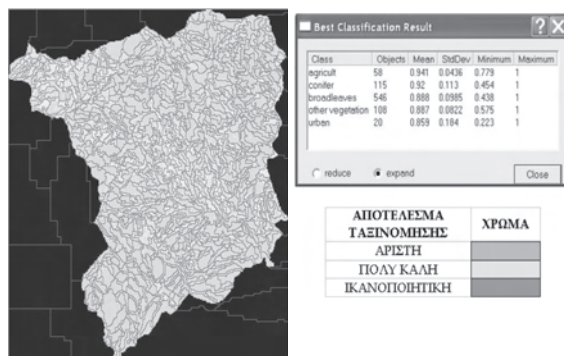 Best Classification Result
Class Objects Mean StdDev Minimum Maximum
agricult 58 0.941 0.0436 0.779 1
conifer 115 0.92 0.113 0.454 1
broadleaves 546 0.888 0.0985 0.438 1
other vegetation 108 0.887 0.0822 0.575 1
urban 20 0.859 0.184 0.223 1
reduce expand Close
ΑΠΟΤΕΛΕΣΜΑ ΤΑΞΙΝΟΜΗΣΗΣ ΧΡΩΜΑ
ΑΡΙΣΤΗ
ΠΟΛΥ ΚΑΛΗ
ΙΚΑΝΟΠΟΙΗΤΙΚΗ